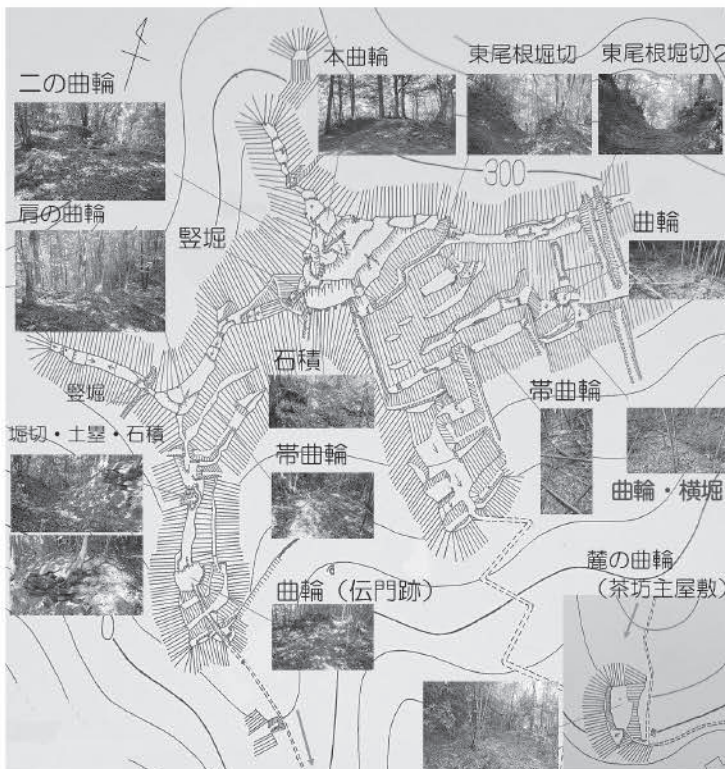 二の曲輪
本曲輪
東尾根堀切
東尾根堀切2
肩の曲輪
竪堀
300
曲輪
石積
竪堀
帯曲輪
堀切・土塁・石積
帯曲輪
曲輪・横堀
麓の曲輪
(茶坊主屋敷)
曲輪(伝門跡)
0